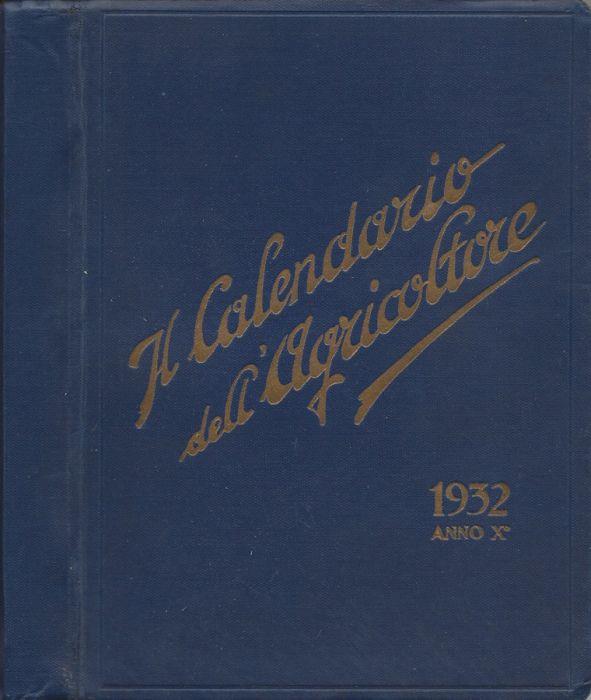 Il Calendario
dell'Agricoltore
1932
ANNO X°